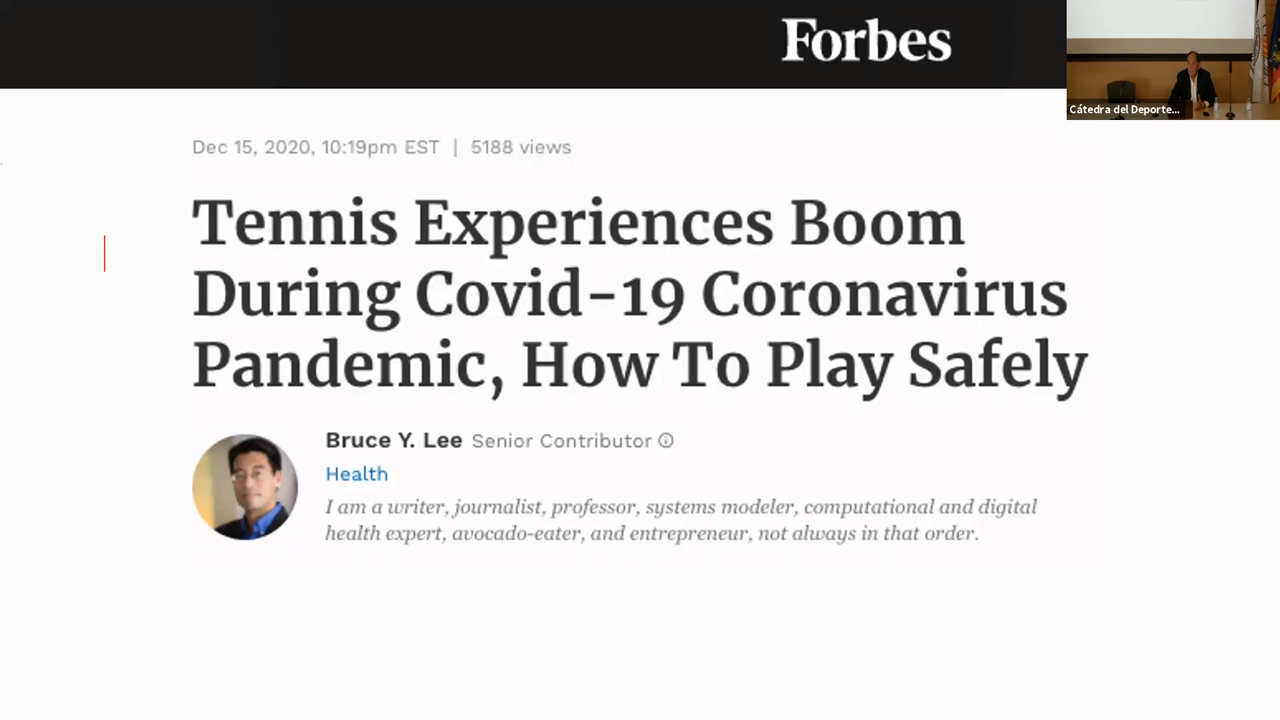 Forbes
Cátedra del Deporte...
Dec 15, 2020, 10:19pm EST | 5188 views
Tennis Experiences Boom
During Covid-19 Coronavirus
Pandemic, How To Play Safely
Bruce Y. Lee Senior Contributor
Health
I am a writer, journalist, professor, systems modeler, computational and digital
health expert, avocado-eater, and entrepreneur, not always in that order.